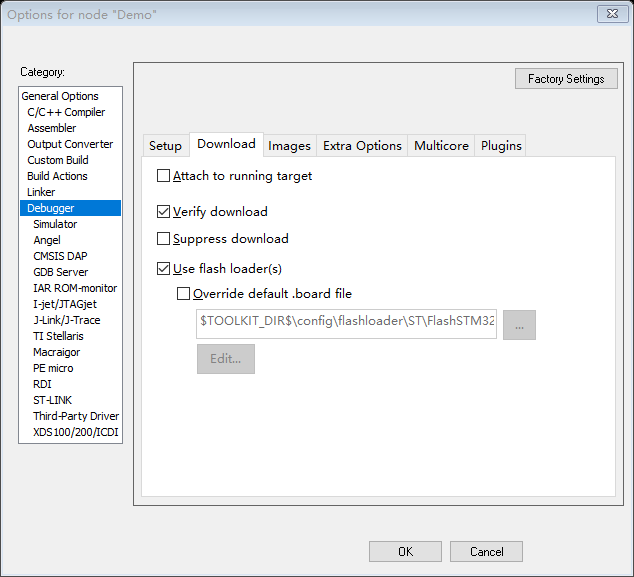 Options for node "Demo"
Category:
Factory Settings
General Options
C/C++ Compiler
Assembler
Output Converter
Custom Build
Build Actions
Linker
Debugger
Simulator
Angel
CMSIS DAP
GDB Server
IAR ROM-monitor
I-jet/JTAGjet
J-Link/J-Trace
TI Stellaris
Macraigor
PE micro
RDI
ST-LINK
Third-Party Driver
XDS100/200/ICDI
Setup Download Images Extra Options Multicore Plugins
Attach to running target
Verify download
Suppress download
Use flash loader(s)
Override default .board file
$TOOLKIT_DIR$\config\flashloader\ST\FlashSTM32
...
Edit...
OK Cancel